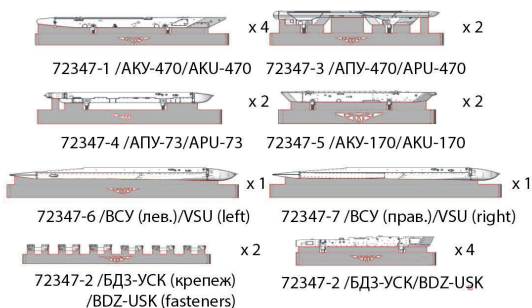 x 4
x 2
72347-1 /АКУ-470/AKU-470
72347-3 /АПУ-470/APU-470
x 2
x 2
72347-4 /АПУ-73/APU-73
72347-5 /АКУ-170/AKU-170
x 1
x 1
72347-6 /ВСУ (лев.)/VSU (left)
72347-7 /ВСУ (прав.)/VSU (right)
x 2
x 4
72347-2 /БДЗ-УСК (крепеж)
/BDZ-USK (fasteners)
72347-2 /БДЗ-УСК/BDZ-USK